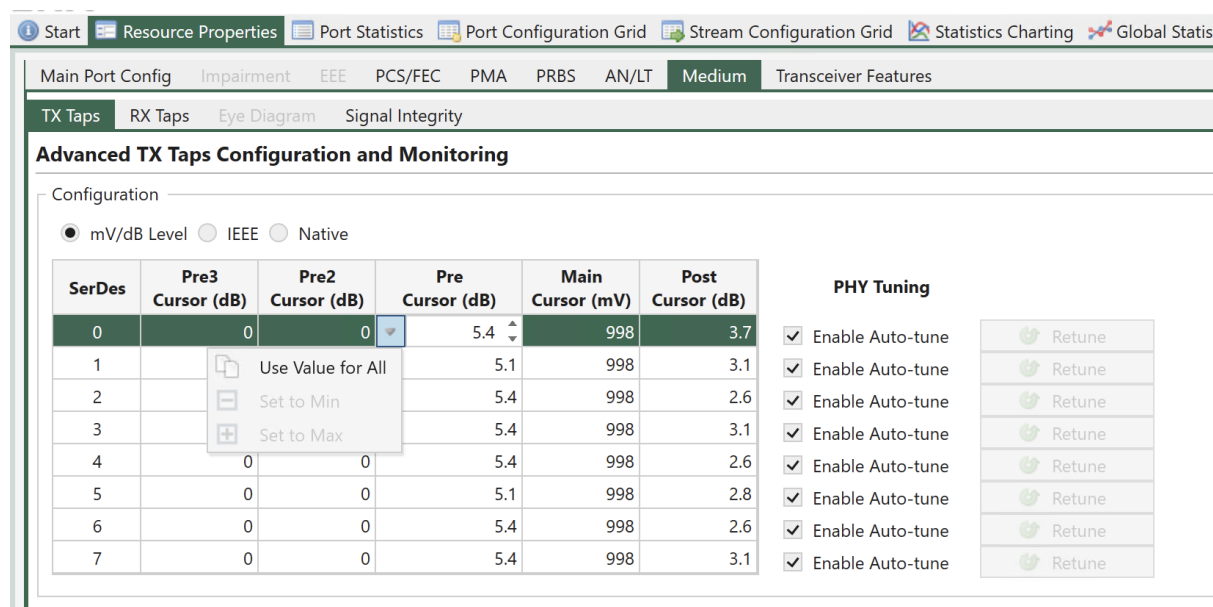 Start Resource Properties Port Statistics Port Configuration Grid Stream Configuration Grid Statistics Charting Global Statis
Main Port Config Impairment EEE PCS/FEC PMA PRBS AN/LT Medium Transceiver Features
TX Taps RX Taps Eye Diagram Signal Integrity
Advanced TX Taps Configuration and Monitoring
Configuration
mV/dB Level IEEE Native
SerDes Pre3 Cursor (dB) Pre2 Cursor (dB) Pre Cursor (dB) Main Cursor (mV) Post Cursor (dB) PHY Tuning
0 0 0 5.4 998 3.7 Enable Auto-tune Retune
1 5.1 998 3.1 Enable Auto-tune Retune
2 5.4 998 2.6 Enable Auto-tune Retune
3 5.4 998 3.1 Enable Auto-tune Retune
Use Value for All
Set to Min
Set to Max
4 0 0 5.4 998 2.6 Enable Auto-tune Retune
5 0 0 5.1 998 2.8 Enable Auto-tune Retune
6 0 0 5.4 998 2.6 Enable Auto-tune Retune
7 0 0 5.4 998 3.1 Enable Auto-tune Retune